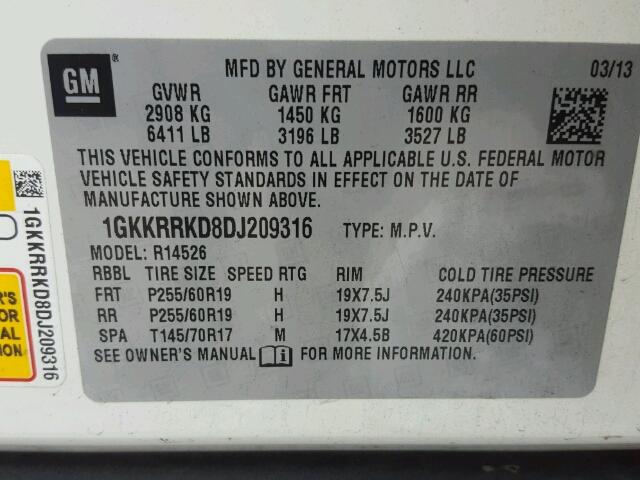 GM
MFD BY GENERAL MOTORS LLC 03/13
GVWR GAWR FRT GAWR RR
2908 KG 1450 KG 1600 KG
6411 LB 3196 LB 3527 LB
THIS VEHICLE CONFORMS TO ALL APPLICABLE U.S. FEDERAL MOTOR
VEHICLE SAFETY STANDARDS IN EFFECT ON THE DATE OF
MANUFACTURE SHOWN ABOVE.
1GKKRRKD8DJ209316 TYPE: M.P.V.
MODEL: R14526
RBBL TIRE SIZE SPEED RTG RIM COLD TIRE PRESSURE
FRT P255/60R19 H 19X7.5J 240KPA(35PSI)
RR P255/60R19 H 19X7.5J 240KPA(35PSI)
SPA T145/70R17 M 17X4.5B 420KPA(60PSI)
SEE OWNER'S MANUAL i FOR MORE INFORMATION.
1GKKRRKD8DJ209316